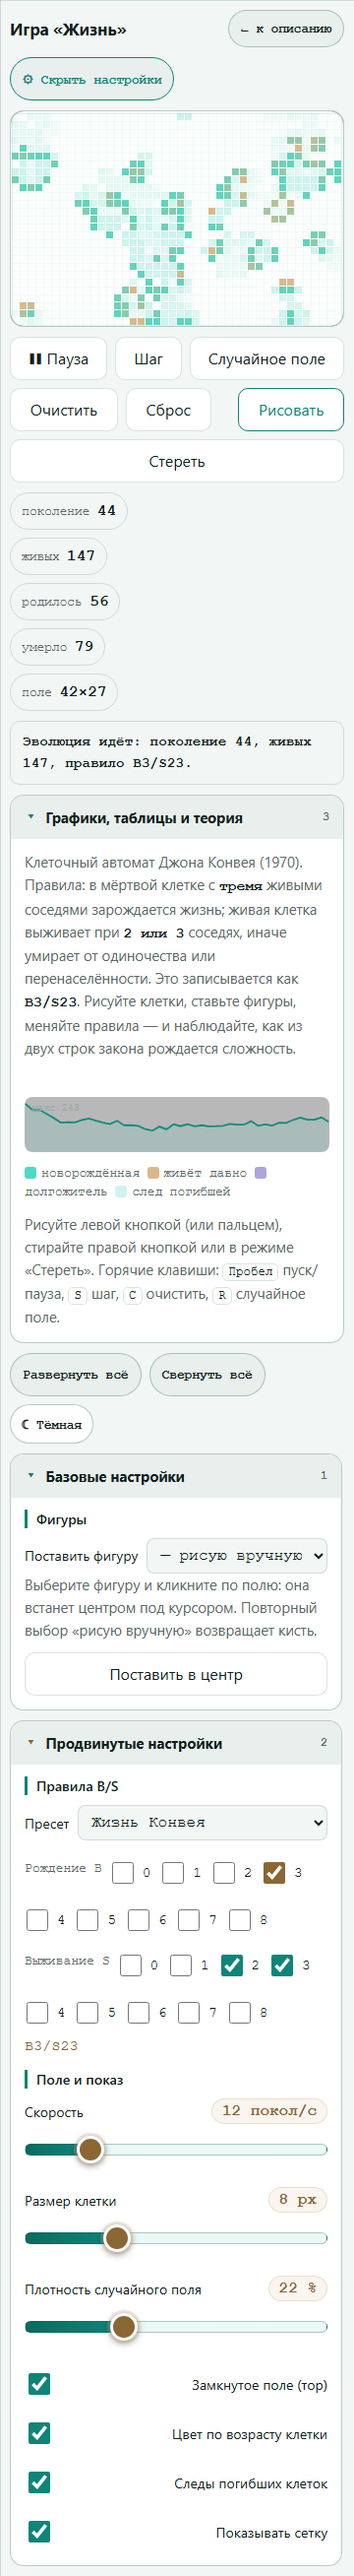 Игра «Жизнь»
← к описанию
⚙ Скрыть настройки
Пауза
Шаг
Случайное поле
Очистить
Сброс
Рисовать
Стереть
поколение 44
живых 147
родилось 56
умерло 79
поле 42×27
Эволюция идёт: поколение 44, живых
147, правило B3/S23.
Графики, таблицы и теория 3
Клеточный автомат Джона Конвея (1970).
Правила: в мёртвой клетке с тремя живыми
соседями зарождается жизнь; живая клетка
выживает при 2 или 3 соседях, иначе
умирает от одиночества или
перенаселённости. Это записывается как
B3/S23. Рисуйте клетки, ставьте фигуры,
меняйте правила — и наблюдайте, как из
двух строк закона рождается сложность.
макс 243
новорождённая живёт давно
долгожитель след погибшей
Рисуйте левой кнопкой (или пальцем),
стирайте правой кнопкой или в режиме
«Стереть». Горячие клавиши: Пробел пуск/
пауза, S шаг, C очистить, R случайное
поле.
Развернуть всё
Свернуть всё
☾ Тёмная
Базовые настройки 1
Фигуры
Поставить фигуру — рисую вручную
Выберите фигуру и кликните по полю: она
встанет центром под курсором. Повторный
выбор «рисую вручную» возвращает кисть.
Поставить в центр
Продвинутые настройки 2
Правила B/S
Пресет Жизнь Конвея
Рождение B 0 1 2 3
4 5 6 7 8
Выживание S 0 1 2 3
4 5 6 7 8
B3/S23
Поле и показ
Скорость 12 покол/с
Размер клетки 8 px
Плотность случайного поля 22 %
Замкнутое поле (тор)
Цвет по возрасту клетки
Следы погибших клеток
Показывать сетку